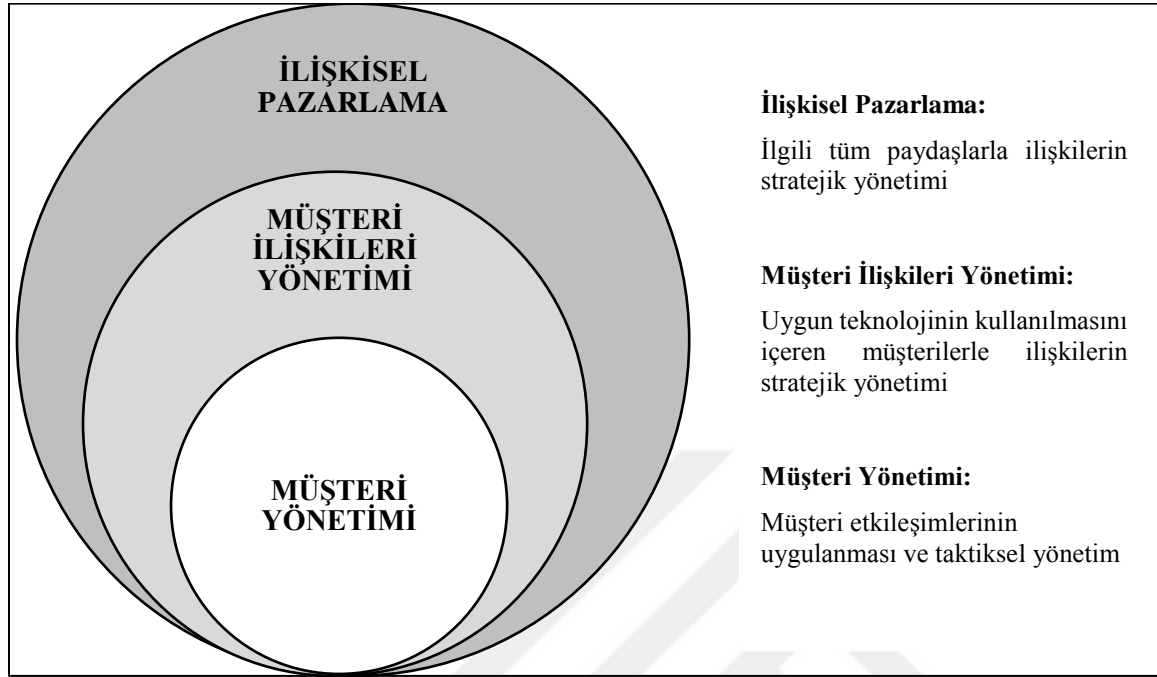 İLİŞKİSEL
PAZARLAMA
MÜŞTERİ
İLİŞKİLERİ
YÖNETİMİ
MÜŞTERİ
YÖNETİMİ
İlişkisel Pazarlama:
İlgili tüm paydaşlarla ilişkilerin
stratejik yönetimi
Müşteri İlişkileri Yönetimi:
Uygun teknolojinin kullanılmasını
içeren müşterilerle ilişkilerin
stratejik yönetimi
Müşteri Yönetimi:
Müşteri etkileşimlerinin
uygulanması ve taktiksel yönetim